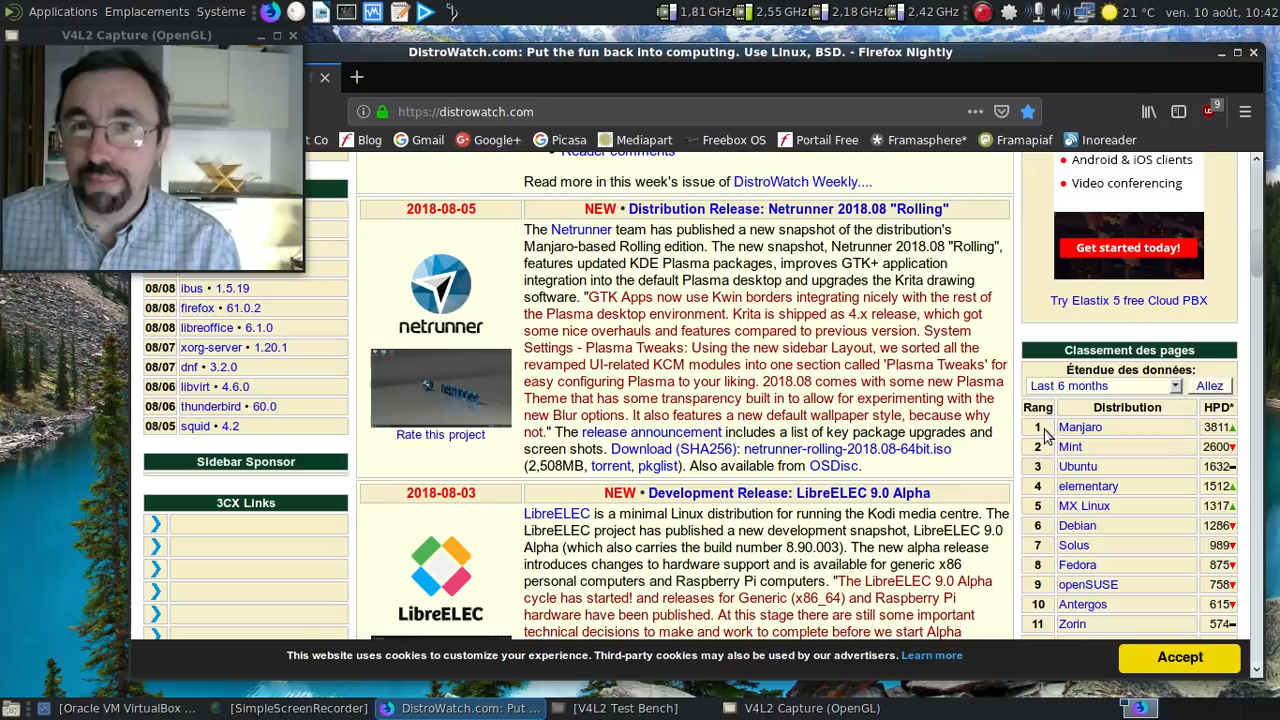 Applications Emplacements Système
1,81 GHz 2,55 GHz 2,18 GHz 2,42 GHz 21 °C ven. 10 août, 10:42
V4L2 Capture (OpenGL)
DistroWatch.com: Put the fun back into computing. Use Linux, BSD. - Firefox Nightly
https://distrowatch.com
9
t Co Blog Gmail Google+ Picasa Mediapart Freebox OS Portail Free Framasphere* Framapiaf Inoreader
Reader comments
Read more in this week's issue of DistroWatch Weekly....
2018-08-05
NEW • Distribution Release: Netrunner 2018.08 "Rolling"
The Netrunner team has published a new snapshot of the distribution's
Manjaro-based Rolling edition. The new snapshot, Netrunner 2018.08 "Rolling",
features updated KDE Plasma packages, improves GTK+ application
integration into the default Plasma desktop and upgrades the Krita drawing
software. "GTK Apps now use Kwin borders integrating nicely with the rest of
the Plasma desktop environment. Krita is shipped as 4.x release, which got
some nice overhauls and features compared to previous version. System
Settings - Plasma Tweaks: Using the new sidebar Layout, we sorted all the
revamped UI-related KCM modules into one section called 'Plasma Tweaks' for
easy configuring Plasma to your liking. 2018.08 comes with some new Plasma
Theme that has some transparency built in to allow for experimenting with the
new Blur options. It also features a new default wallpaper style, because why
not." The release announcement includes a list of key package upgrades and
screen shots. Download (SHA256): netrunner-rolling-2018.08-64bit.iso
(2,508MB, torrent, pkglist). Also available from OSDisc.
netrunner
Rate this project
2018-08-03
NEW • Development Release: LibreELEC 9.0 Alpha
LibreELEC is a minimal Linux distribution for running the Kodi media centre. The
LibreELEC project has published a new development snapshot, LibreELEC 9.0
Alpha (which also carries the build number 8.90.003). The new alpha release
introduces changes to hardware support and is available for generic x86
personal computers and Raspberry Pi computers. "The LibreELEC 9.0 Alpha
cycle has started! and releases for Generic (x86_64) and Raspberry Pi
hardware have been published. At this stage there are still some important
technical decisions to make and work to complete before we start Alpha
LibreELEC
08/08 ibus • 1.5.19
08/08 firefox • 61.0.2
08/08 libreoffice • 6.1.0
08/07 xorg-server • 1.20.1
08/07 dnf • 3.2.0
08/06 libvirt • 4.6.0
08/06 thunderbird • 60.0
08/05 squid • 4.2
Sidebar Sponsor
3CX Links
• Android & iOS clients
• Video conferencing
Get started today!
Try Elastix 5 free Cloud PBX
Classement des pages
Étendue des données:
Last 6 months Allez
Rang Distribution HPD*
1 Manjaro 3811
2 Mint 2600
3 Ubuntu 1632
4 elementary 1512
5 MX Linux 1317
6 Debian 1286
7 Solus 989
8 Fedora 875
9 openSUSE 758
10 Antergos 615
11 Zorin 574
This website uses cookies to customize your experience. Third-party cookies may also be used by our advertisers. Learn more
Accept
[Oracle VM VirtualBox ... [SimpleScreenRecorder] DistroWatch.com: Put ... [V4L2 Test Bench] V4L2 Capture (OpenGL)